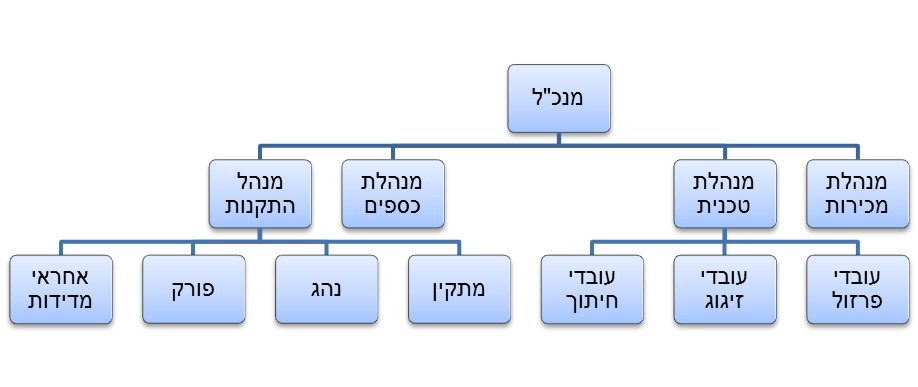 מנכ"ל
מנהלת
מכירות
מנהלת
טכנית
מנהלת
כספים
מנהל
התקנות
עובדי
פרזול
עובדי
זיגוג
עובדי
חיתוך
מתקין
נהג
פורק
אחראי
מדידות